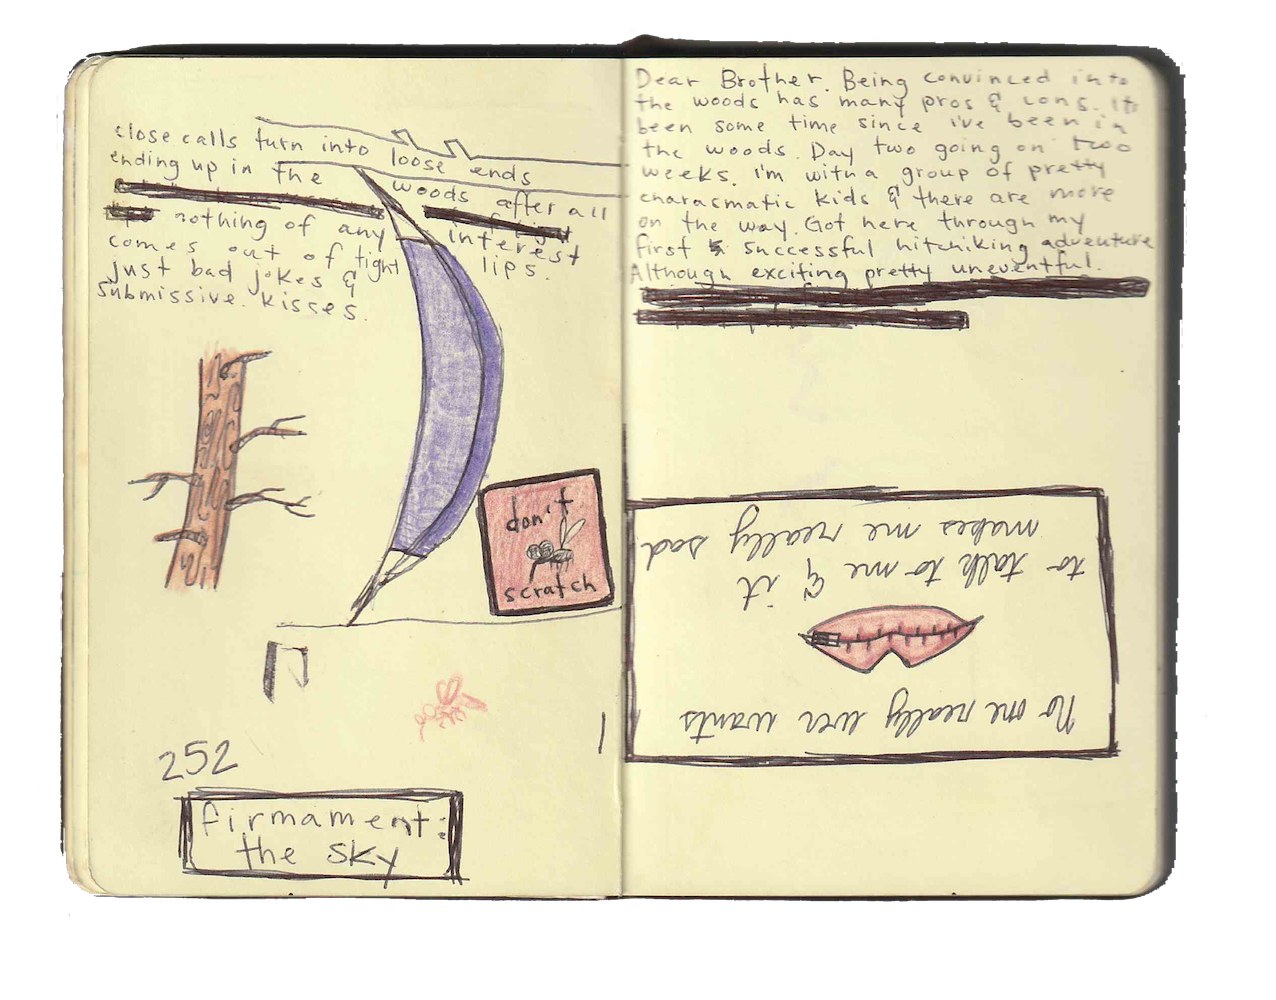 close calls turn into loose ends
ending up in the woods after all
nothing of any interest
comes out of tight lips.
just bad jokes &
submissive kisses.
don't
scratch
252
firmament:
the sky
Dear Brother. Being convinced into
the woods has many pros & cons. It
been some time since i've been in
the woods. Day two going on two
weeks. i'm with a group of pretty
charasmatic kids & there are more
on the way. Got here through my
first successful hitchiking adventure
Although exciting pretty uneventful.
No one really ever wants
to talk to me & it
makes me really sad